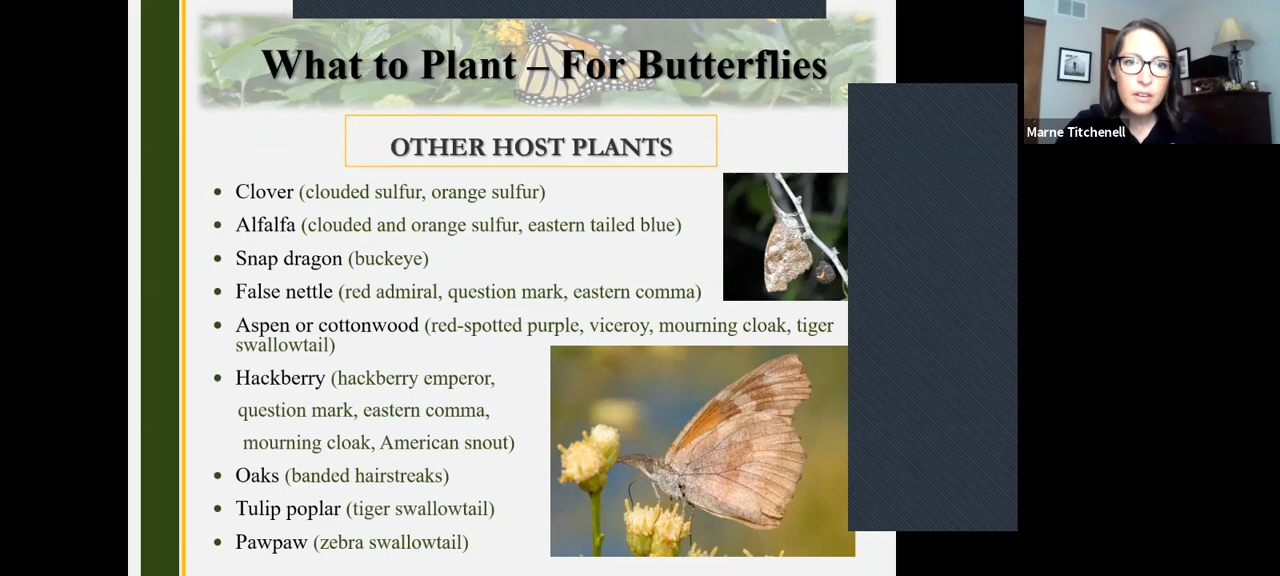 What to Plant – For Butterflies
OTHER HOST PLANTS
• Clover (clouded sulfur, orange sulfur)
• Alfalfa (clouded and orange sulfur, eastern tailed blue)
• Snap dragon (buckeye)
• False nettle (red admiral, question mark, eastern comma)
• Aspen or cottonwood (red-spotted purple, viceroy, mourning cloak, tiger
swallowtail)
• Hackberry (hackberry emperor,
question mark, eastern comma,
mourning cloak, American snout)
• Oaks (banded hairstreaks)
• Tulip poplar (tiger swallowtail)
• Pawpaw (zebra swallowtail)
Marne Titchenell